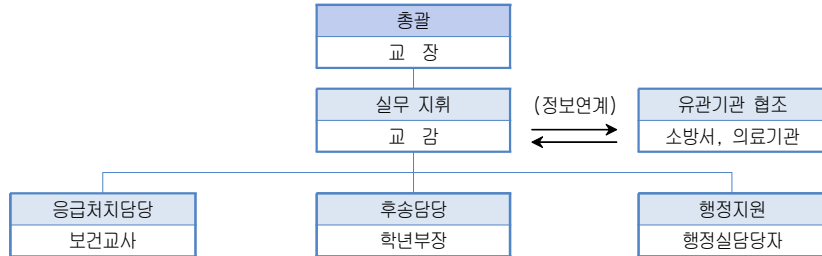 총괄
교 장
실무 지휘
(정보연계)
유관기관 협조
교 감
소방서, 의료기관
응급처치담당
후송담당
행정지원
보건교사
학년부장
행정실담당자